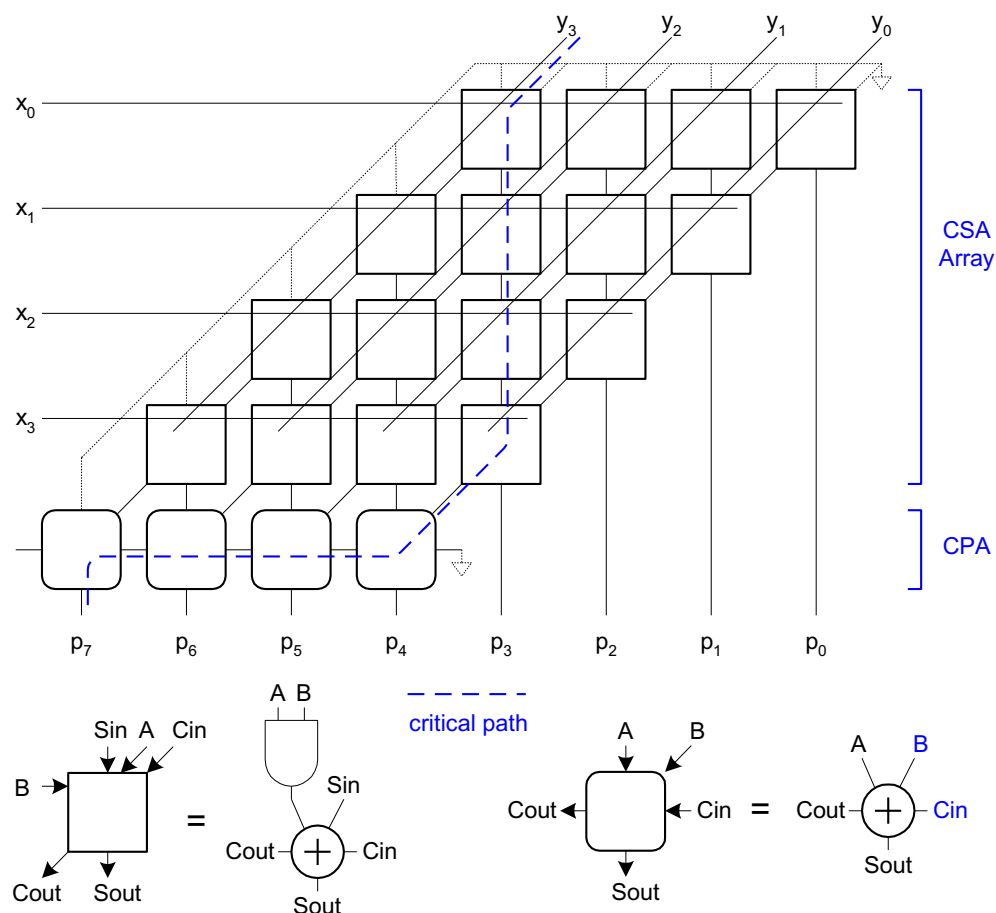 y3 y2 y1 y0
x0
x1
CSA
Array
x2
x3
CPA
p7 p6 p5 p4 p3 p2 p1 p0
A B
critical path
Sin A Cin
A B
A B
B
Sin
= Cout + Cin
Cout Cin = Cout + Cin
Cout Sout
Sout
Sout
Sout